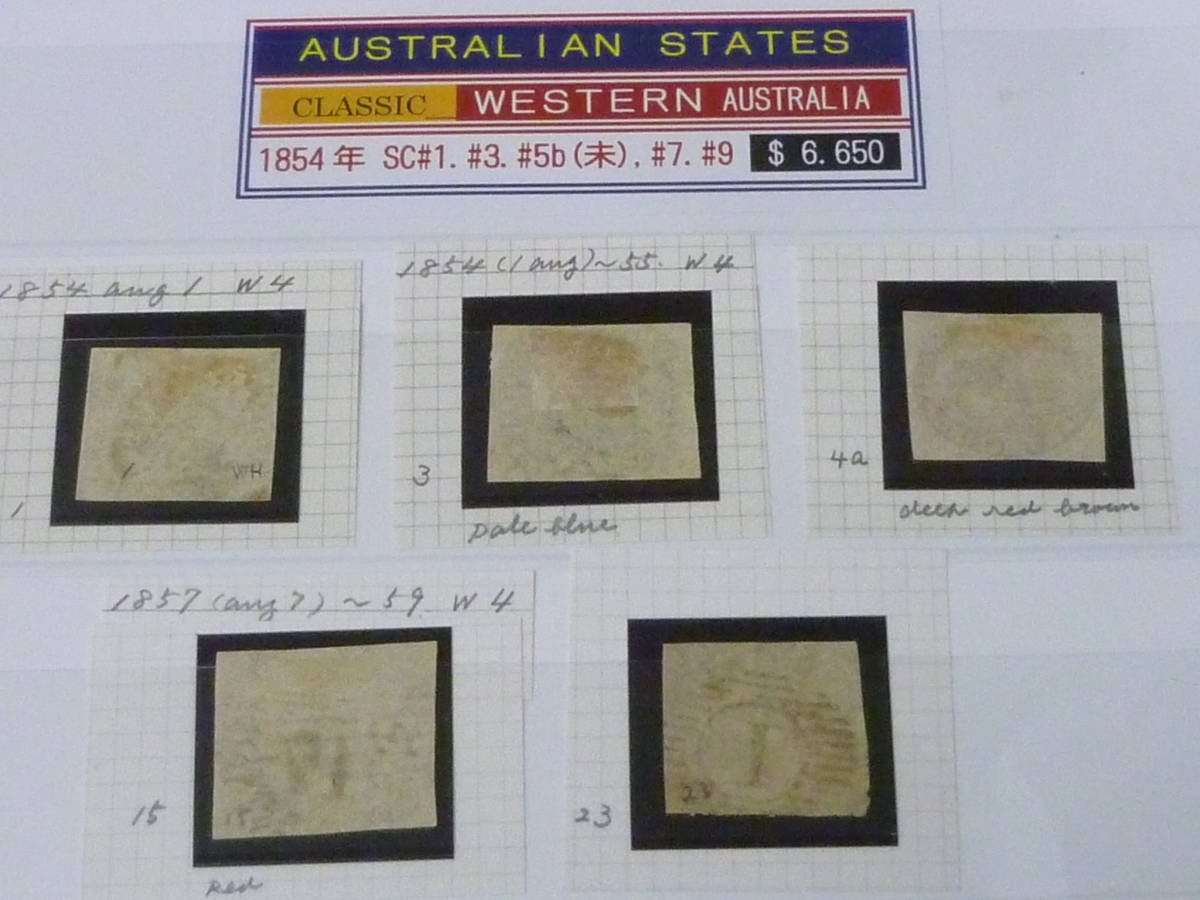 AUSTRALIAN STATES
CLASSIC WESTERN AUSTRALIA
1854年 SC#1. #3. #5b(未), #7. #9 $ 6.650
1854 aug 1 W4
1854 (1 aug)~55. W4
1
WH
1
3
Pale blue
4a
deep red brown
1857 (aug 7) ~ 59 W4
15
15
Red
1
23
23